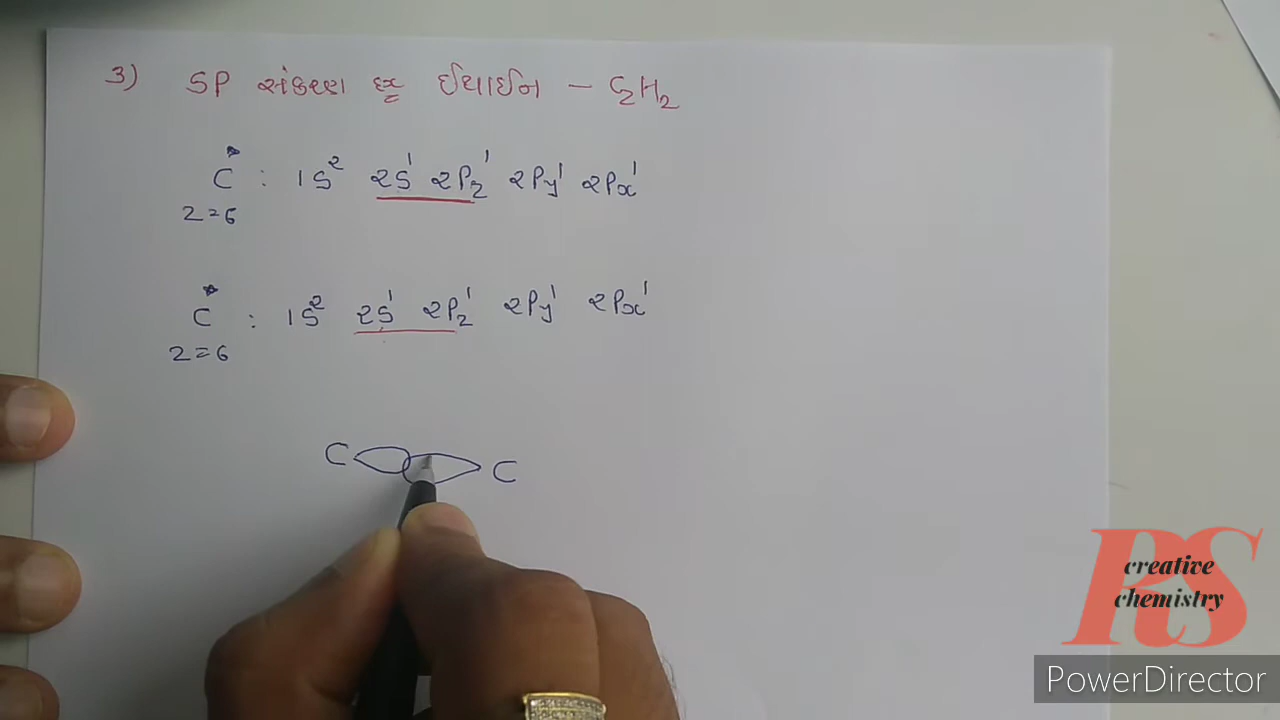 3) SP સંકરણ દા.ત ઈથાઈન – C₂H₂
C* : 1S² 2S¹ 2Pz¹ 2Py¹ 2Px¹
Z=6
C* : 1S² 2S¹ 2Pz¹ 2Py¹ 2Px¹
Z=6
C C
RS
creative
chemistry
PowerDirector